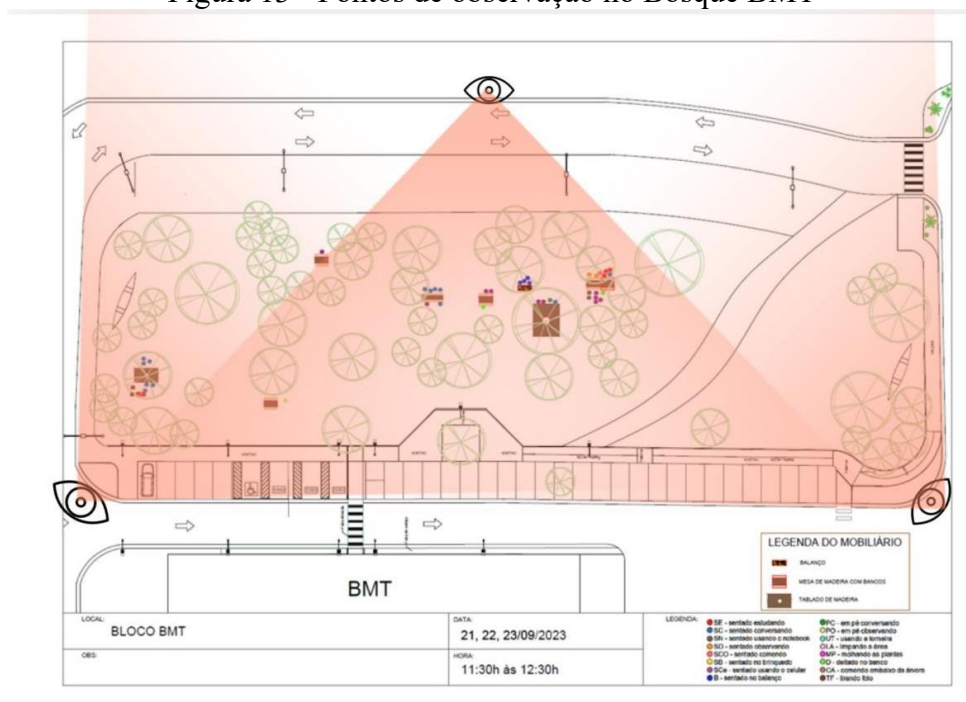 Figura 13 - Pontos de observação no Bosque BMT
BMT
LEGENDA DO MOBILIÁRIO
BALANÇO
MESA DE MADEIRA COM BANCOS
TABLADO DE MADEIRA
LOCAL:
BLOCO BMT
OBS:
DATA:
21, 22, 23/09/2023
HORA:
11:30h às 12:30h
LEGENDA:
SE - sentado estudando
SC - sentado conversando
SN - sentado usando o notebook
SO - sentado observando
SCO - sentado comendo
SB - sentado no brinquedo
SCe - sentado usando o celular
B - sentado no balanço
PC - em pé conversando
PO - em pé observando
UT - usando a torneira
LA - limpando a área
MP - molhando as plantas
D - deitado no banco
CA - comendo embaixo da árvore
TF - tirando foto